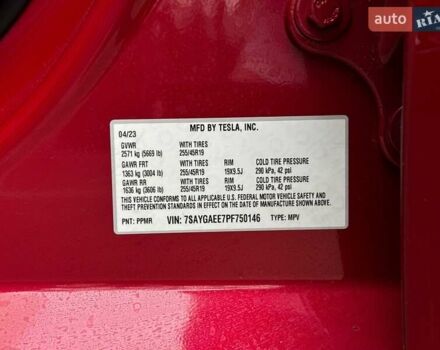 auto RIA
04/23 MFD BY TESLA, INC.
GVWR WITH TIRES
2571 kg (5669 lb) 255/45R19
GAWR FRT WITH TIRES RIM COLD TIRE PRESSURE
1363 kg (3004 lb) 255/45R19 19X9.5J 290 kPa, 42 psi
GAWR RR WITH TIRES RIM COLD TIRE PRESSURE
1636 kg (3606 lb) 255/45R19 19X9.5J 290 kPa, 42 psi
THIS VEHICLE CONFORMS TO ALL APPLICABLE U.S. FEDERAL MOTOR VEHICLE SAFETY AND
THEFT PREVENTION STANDARDS IN EFFECT ON THE DATE OF MANUFACTURE SHOWN ABOVE.
PNT: PPMR VIN: 7SAYGAEE7PF750146 TYPE: MPV